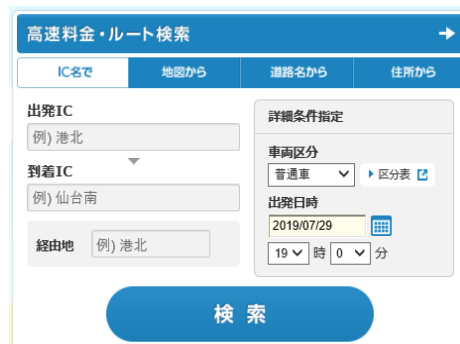 高速料金・ルート検索
IC名で 地図から 道路名から 住所から
出発IC
例) 港北
到着IC
例) 仙台南
経由地 例) 港北
詳細条件指定
車両区分
普通車 区分表
出発日時
2019/07/29
19 時 0 分
検 索